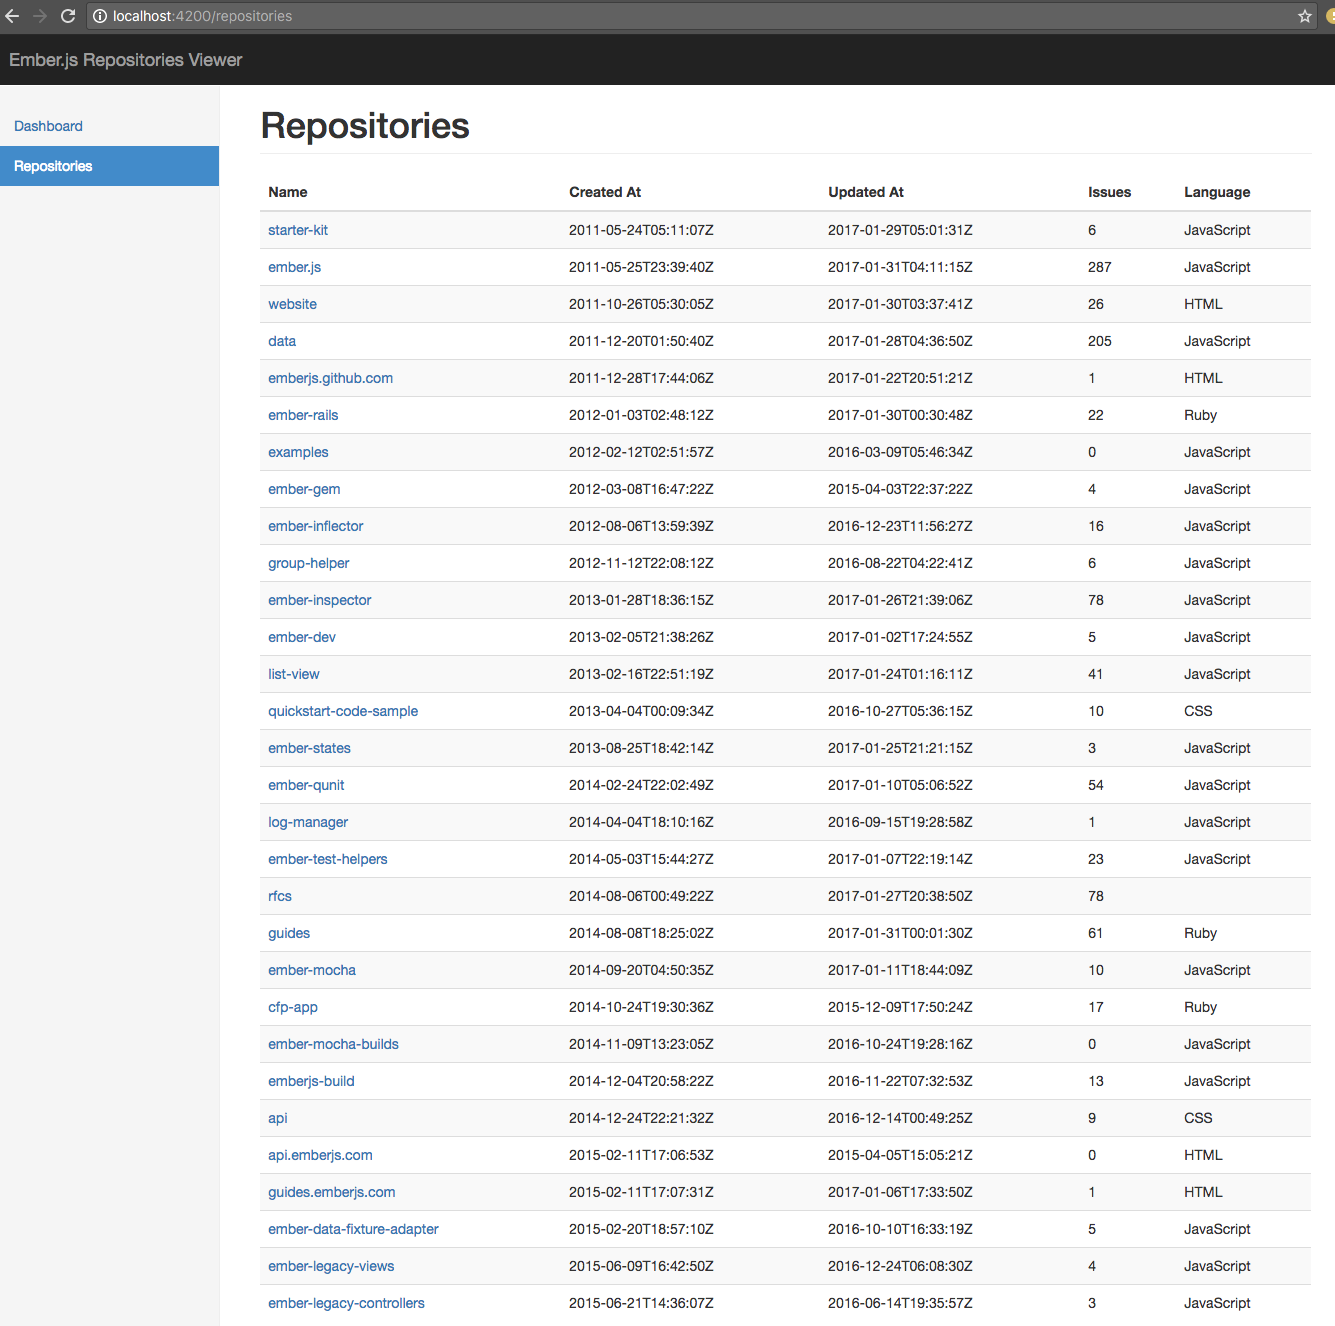 localhost:4200/repositories
Ember.js Repositories Viewer
Dashboard
Repositories
Repositories
Name Created At Updated At Issues Language
starter-kit 2011-05-24T05:11:07Z 2017-01-29T05:01:31Z 6 JavaScript
ember.js 2011-05-25T23:39:40Z 2017-01-31T04:11:15Z 287 JavaScript
website 2011-10-26T05:30:05Z 2017-01-30T03:37:41Z 26 HTML
data 2011-12-20T01:50:40Z 2017-01-28T04:36:50Z 205 JavaScript
emberjs.github.com 2011-12-28T17:44:06Z 2017-01-22T20:51:21Z 1 HTML
ember-rails 2012-01-03T02:48:12Z 2017-01-30T00:30:48Z 22 Ruby
examples 2012-02-12T02:51:57Z 2016-03-09T05:46:34Z 0 JavaScript
ember-gem 2012-03-08T16:47:22Z 2015-04-03T22:37:22Z 4 JavaScript
ember-inflector 2012-08-06T13:59:39Z 2016-12-23T11:56:27Z 16 JavaScript
group-helper 2012-11-12T22:08:12Z 2016-08-22T04:22:41Z 6 JavaScript
ember-inspector 2013-01-28T18:36:15Z 2017-01-26T21:39:06Z 78 JavaScript
ember-dev 2013-02-05T21:38:26Z 2017-01-02T17:24:55Z 5 JavaScript
list-view 2013-02-16T22:51:19Z 2017-01-24T01:16:11Z 41 JavaScript
quickstart-code-sample 2013-04-04T00:09:34Z 2016-10-27T05:36:15Z 10 CSS
ember-states 2013-08-25T18:42:14Z 2017-01-25T21:21:15Z 3 JavaScript
ember-qunit 2014-02-24T22:02:49Z 2017-01-10T05:06:52Z 54 JavaScript
log-manager 2014-04-04T18:10:16Z 2016-09-15T19:28:58Z 1 JavaScript
ember-test-helpers 2014-05-03T15:44:27Z 2017-01-07T22:19:14Z 23 JavaScript
rfcs 2014-08-06T00:49:22Z 2017-01-27T20:38:50Z 78
guides 2014-08-08T18:25:02Z 2017-01-31T00:01:30Z 61 Ruby
ember-mocha 2014-09-20T04:50:35Z 2017-01-11T18:44:09Z 10 JavaScript
cfp-app 2014-10-24T19:30:36Z 2015-12-09T17:50:24Z 17 Ruby
ember-mocha-builds 2014-11-09T13:23:05Z 2016-10-24T19:28:16Z 0 JavaScript
emberjs-build 2014-12-04T20:58:22Z 2016-11-22T07:32:53Z 13 JavaScript
api 2014-12-24T22:21:32Z 2016-12-14T00:49:25Z 9 CSS
api.emberjs.com 2015-02-11T17:06:53Z 2015-04-05T15:05:21Z 0 HTML
guides.emberjs.com 2015-02-11T17:07:31Z 2017-01-06T17:33:50Z 1 HTML
ember-data-fixture-adapter 2015-02-20T18:57:10Z 2016-10-10T16:33:19Z 5 JavaScript
ember-legacy-views 2015-06-09T16:42:50Z 2016-12-24T06:08:30Z 4 JavaScript
ember-legacy-controllers 2015-06-21T14:36:07Z 2016-06-14T19:35:57Z 3 JavaScript